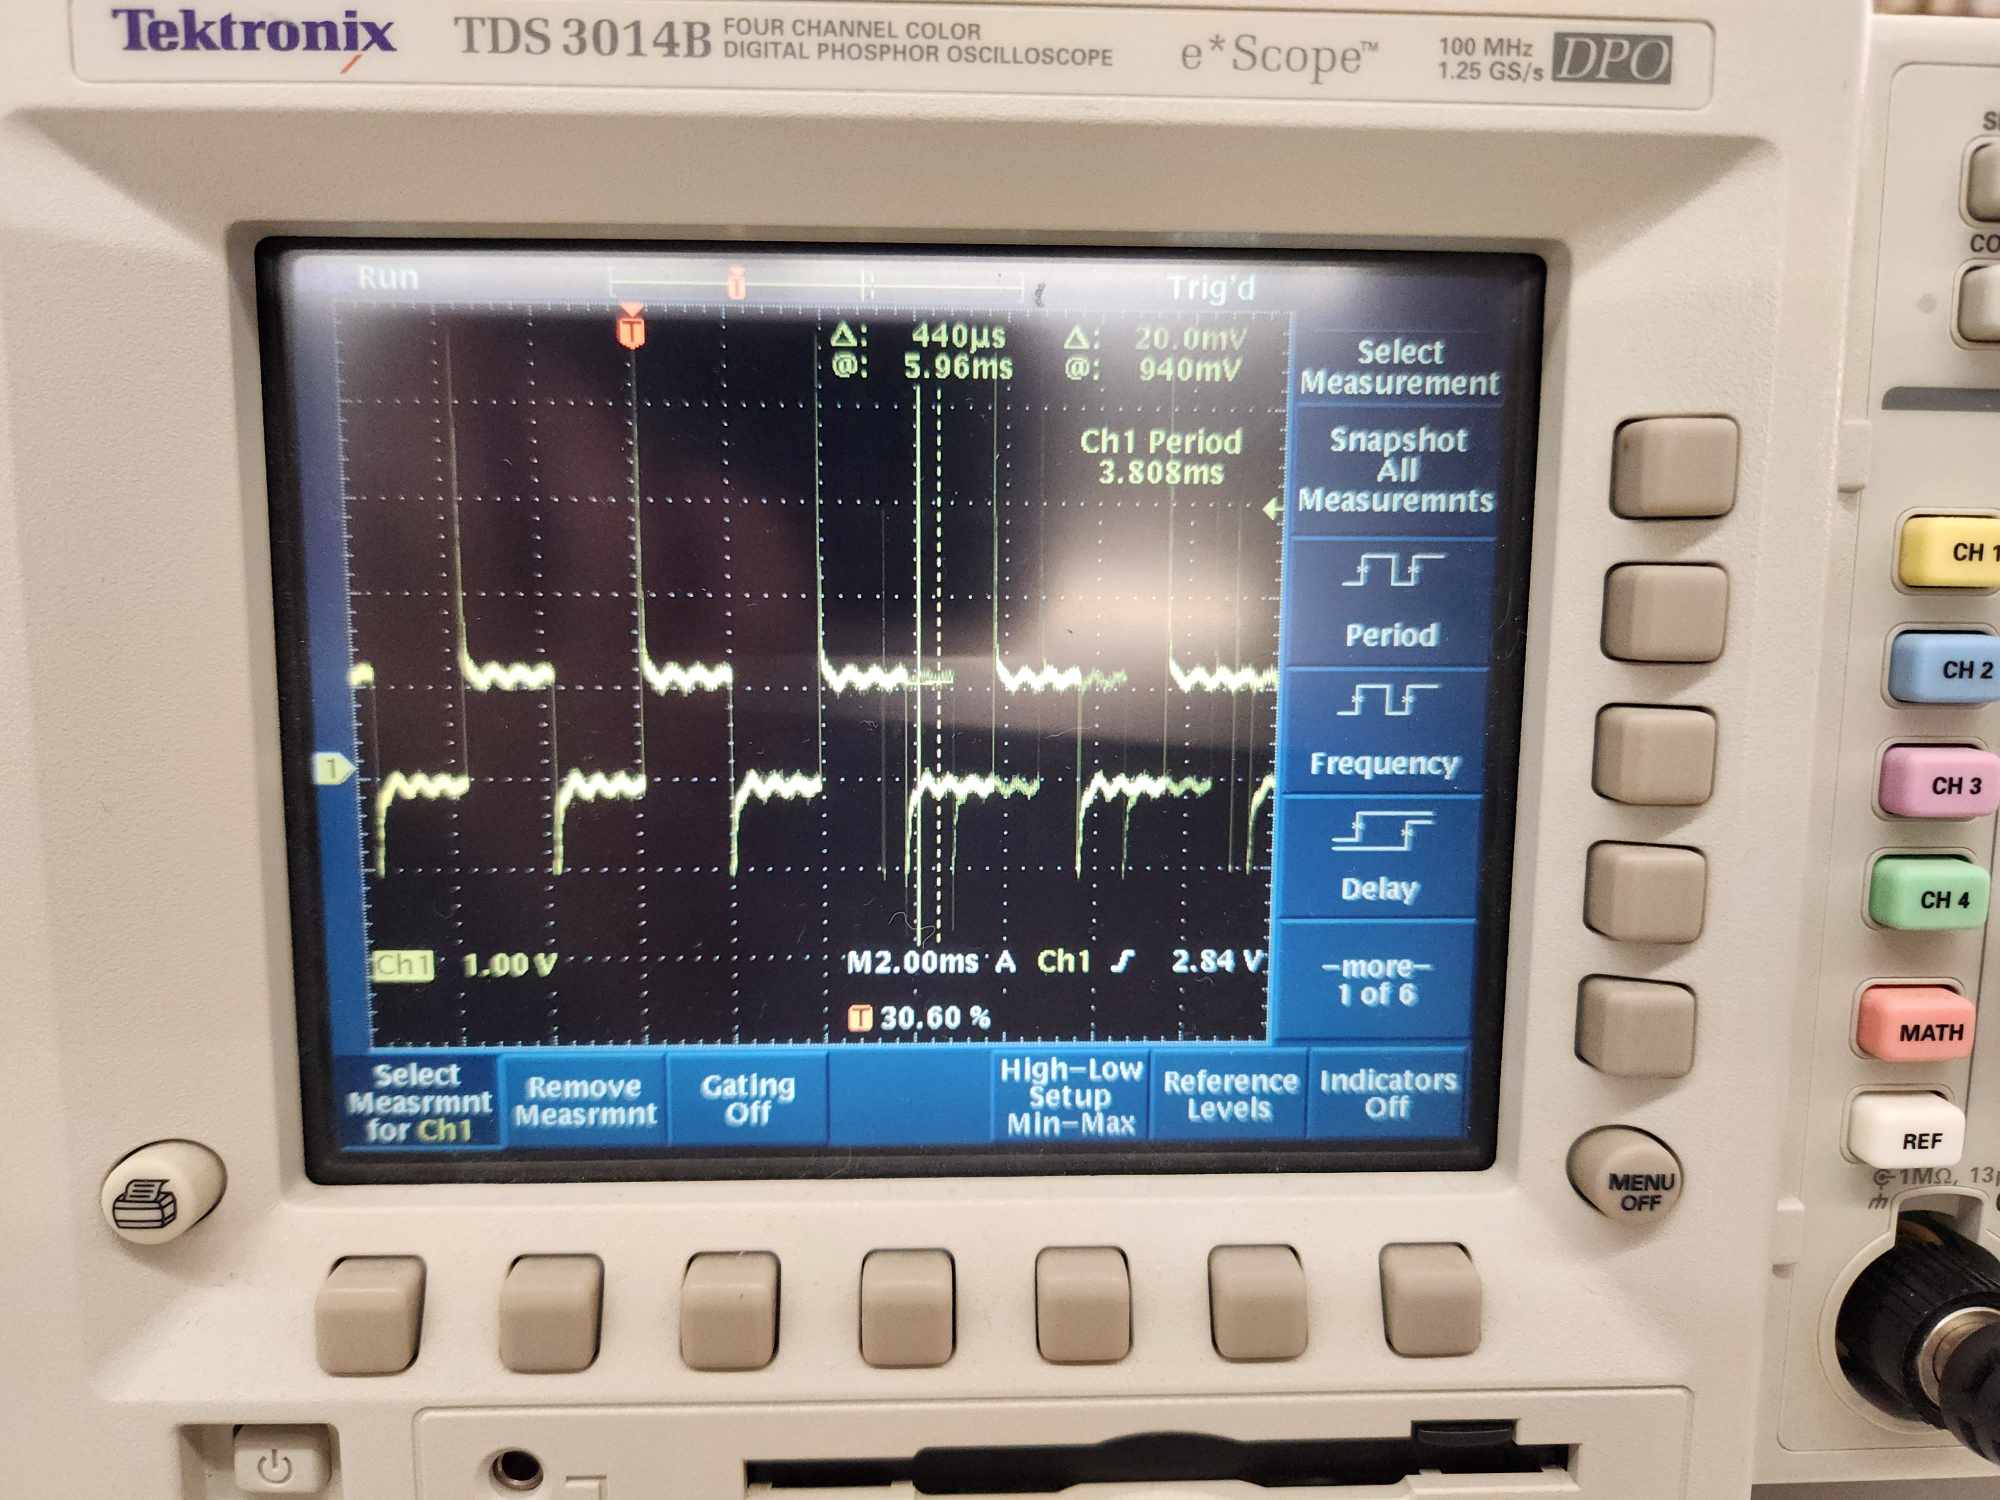 Tektronix TDS 3014B FOUR CHANNEL COLOR DIGITAL PHOSPHOR OSCILLOSCOPE e*Scope™ 100 MHz 1.25 GS/s DPO
Run
T
Trig'd
T
Δ: 440µs Δ: 20.0mV
@: 5.96ms @: 940mV
Ch1 Period
3.808ms
1
Ch1 1.00 V M2.00ms A Ch1 2.84 V
T 30.60 %
Select
Measurement
Snapshot
All
Measuremnts
Period
Frequency
Delay
–more–
1 of 6
Select
Measrmnt
for Ch1
Remove
Measrmnt
Gating
Off
High–Low
Setup
Min–Max
Reference
Levels
Indicators
Off
MENU
OFF
CH 1
CH 2
CH 3
CH 4
MATH
REF
1MΩ, 13